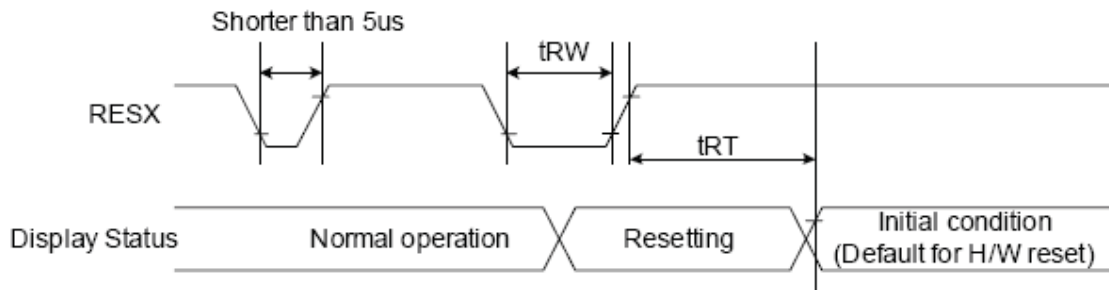 Shorter than 5us
tRW
RESX
tRT
Display Status
Normal operation
Resetting
Initial condition
(Default for H/W reset)